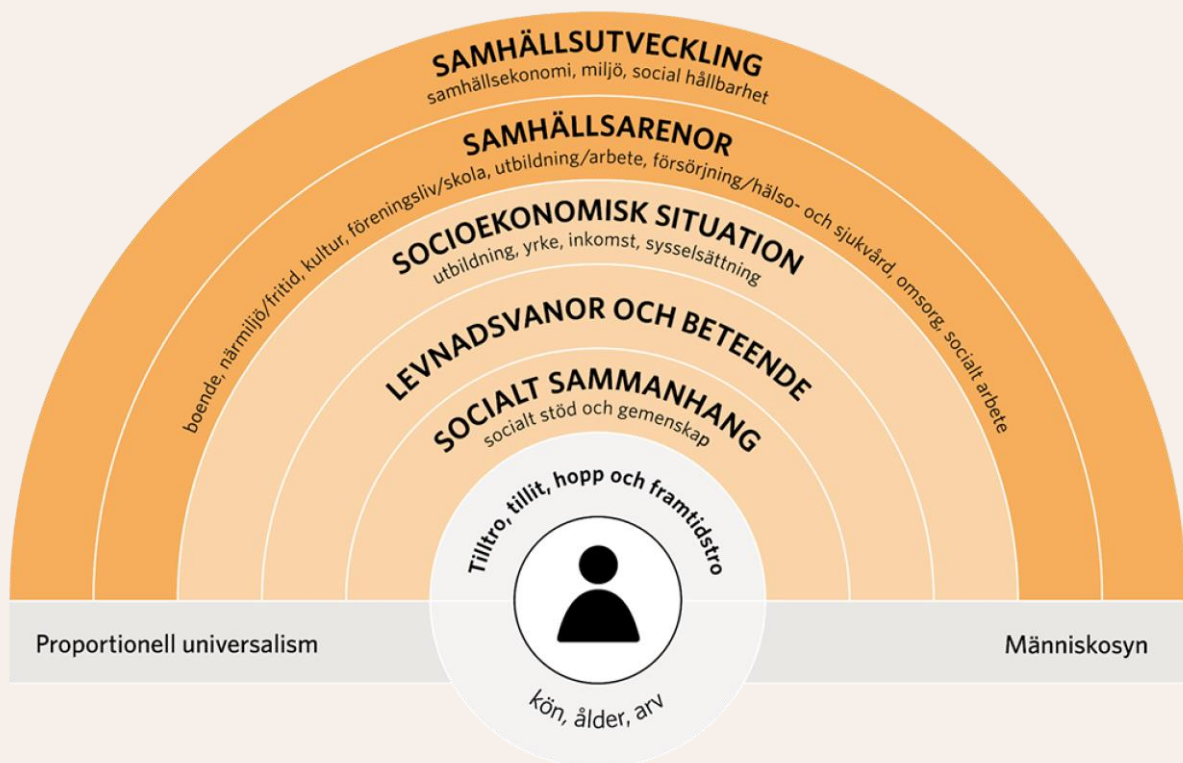 SAMHÄLLSUTVECKLING
samhällsekonomi, miljö, social hållbarhet
SAMHÄLLSARENOR
boende, närmiljö/fritid, kultur, föreningsliv/skola, utbildning/arbete, försörjning/hälso- och sjukvård, omsorg, socialt arbete
SOCIOEKONOMISK SITUATION
utbildning, yrke, inkomst, sysselsättning
LEVNADSVANOR OCH BETEENDE
SOCIALT SAMMANHANG
socialt stöd och gemenskap
Tilltro, tillit, hopp och framtidstro
Proportionell universalism
Människosyn
kön, ålder, arv